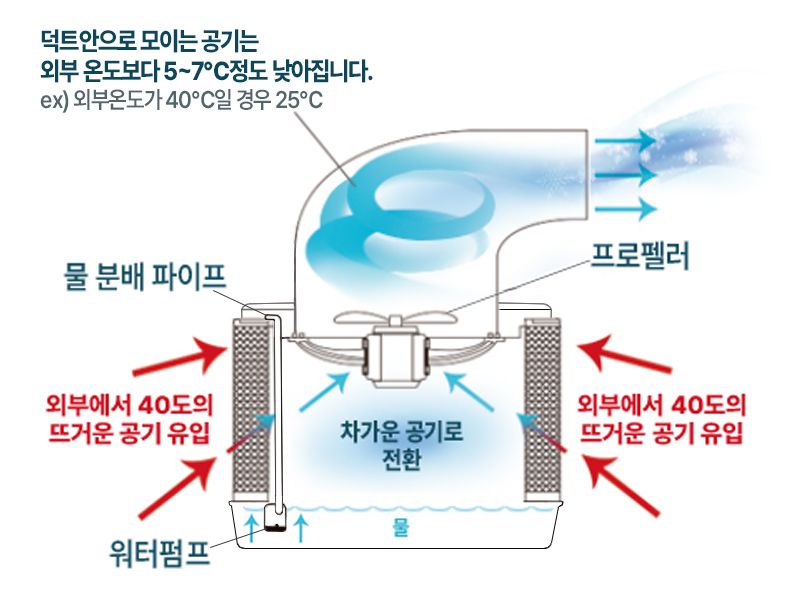 덕트안으로 모이는 공기는
외부 온도보다 5~7°C정도 낮아집니다.
ex) 외부온도가 40°C일 경우 25°C
프로펠러
물 분배 파이프
외부에서 40도의
뜨거운 공기 유입
차가운 공기로
전환
외부에서 40도의
뜨거운 공기 유입
물
워터펌프